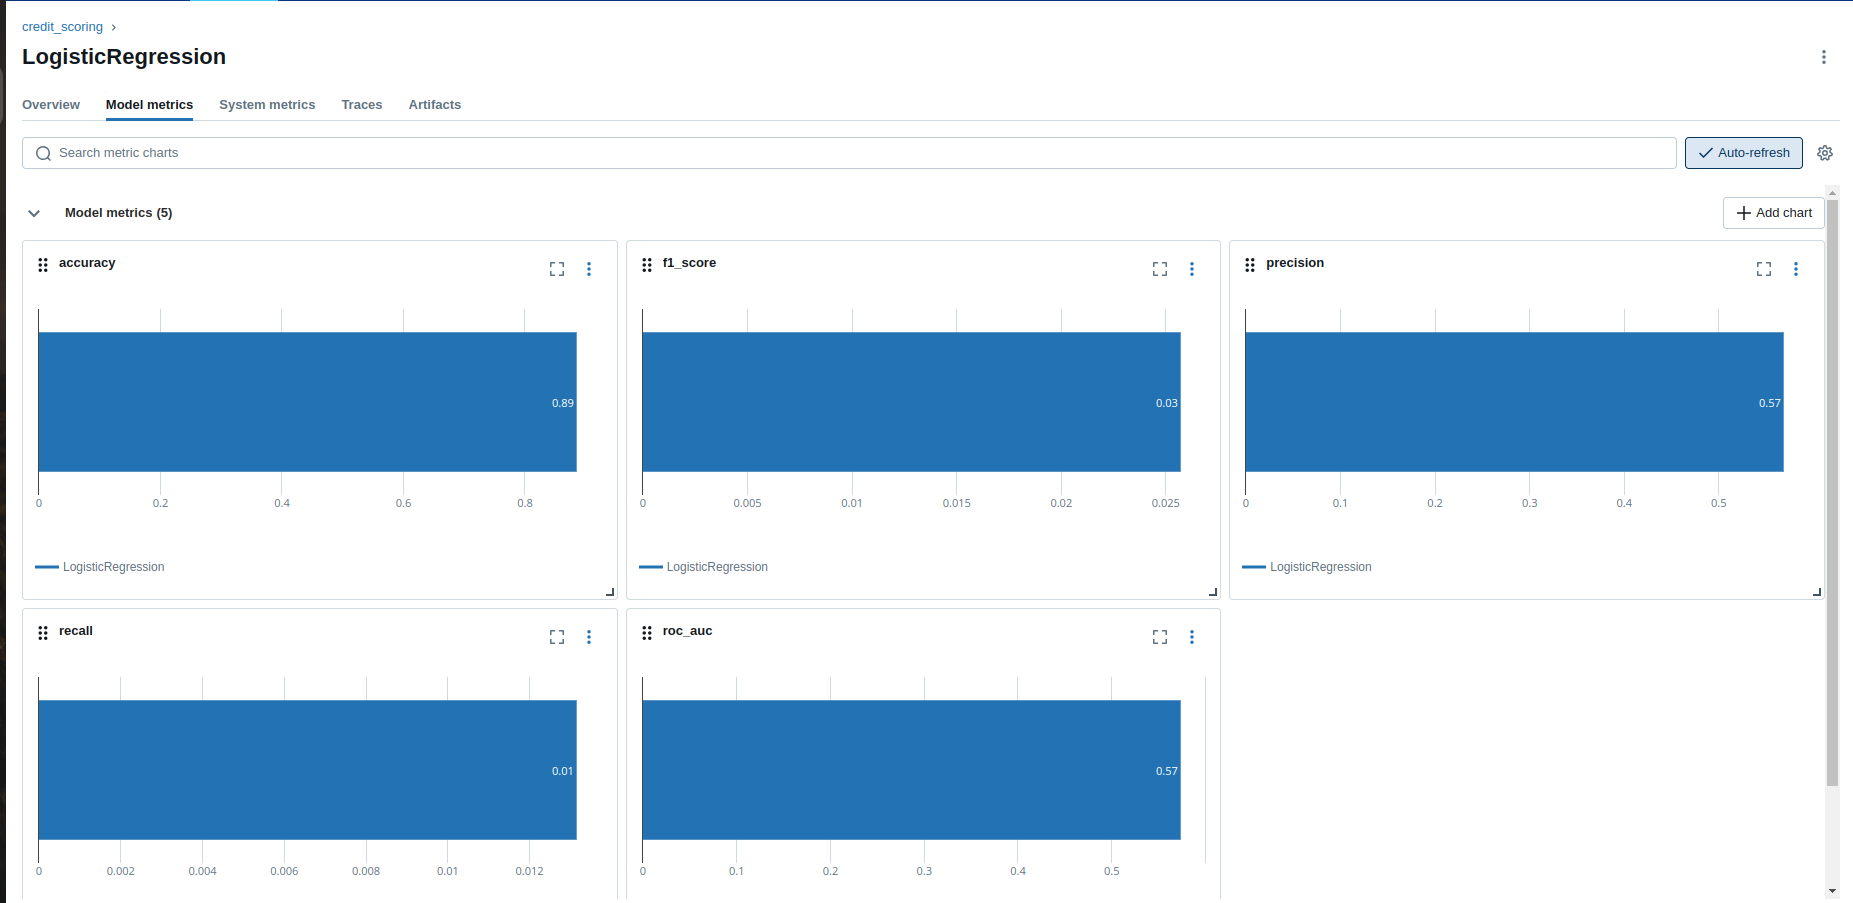 credit_scoring ›
LogisticRegression
Overview Model metrics System metrics Traces Artifacts
Search metric charts Auto-refresh
Model metrics (5) Add chart
accuracy
0.89
0 0.2 0.4 0.6 0.8
LogisticRegression
f1_score
0.03
0 0.005 0.01 0.015 0.02 0.025
LogisticRegression
precision
0.57
0 0.1 0.2 0.3 0.4 0.5
LogisticRegression
recall
0.01
0 0.002 0.004 0.006 0.008 0.01 0.012
roc_auc
0.57
0 0.1 0.2 0.3 0.4 0.5